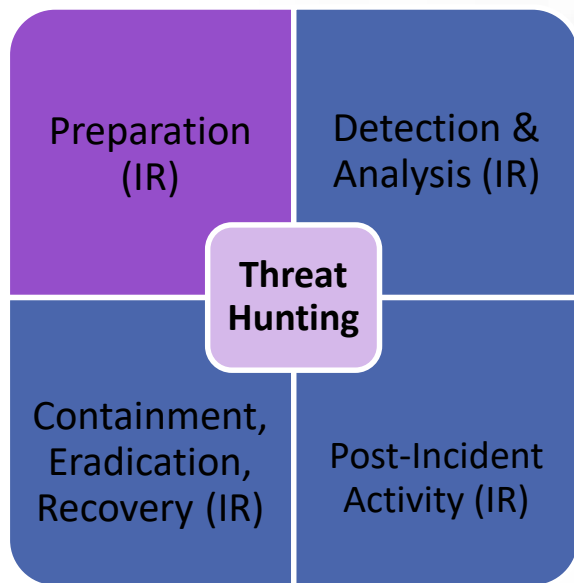 Preparation
(IR)
Detection &
Analysis (IR)
Threat
Hunting
Containment,
Eradication,
Recovery (IR)
Post-Incident
Activity (IR)